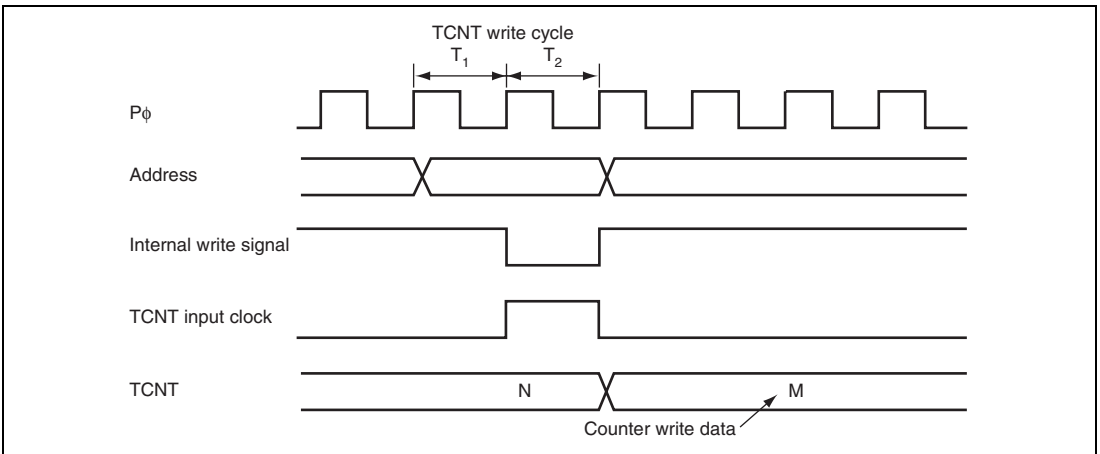 TCNT write cycle
T1 T2
Pϕ
Address
Internal write signal
TCNT input clock
TCNT N M
Counter write data